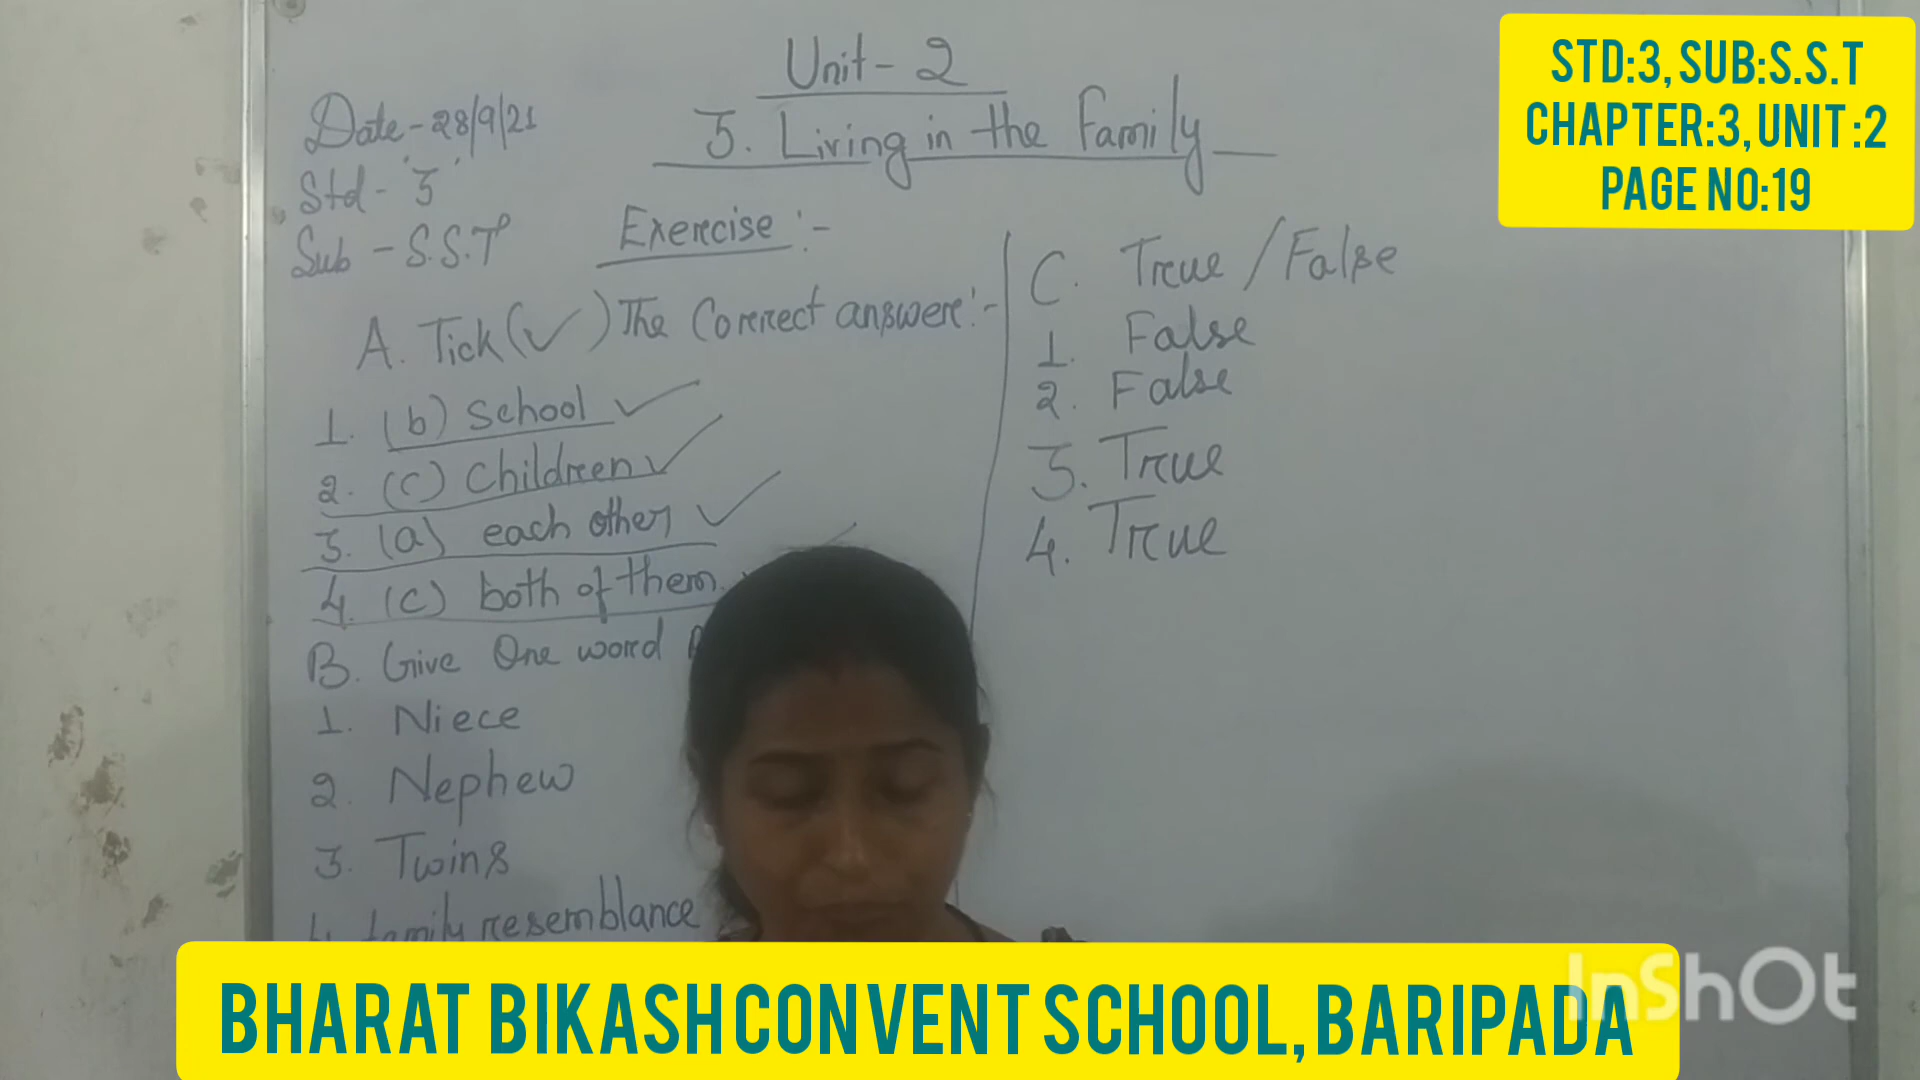 Unit - 2
3. Living in the Family
Date - 28/9/21
Std - '3'
Sub - S.S.T
Exercise :-
A. Tick (✓) The Correct answer :-
1. (b) School ✓
2. (c) Children ✓
3. (a) each other ✓
4. (c) both of them
B. Give One word
1. Niece
2. Nephew
3. Twins
4. family resemblance
C. True / False
1. False
2. False
3. True
4. True
STD:3, SUB:S.S.T
CHAPTER:3, UNIT :2
PAGE NO:19
BHARAT BIKASH CONVENT SCHOOL, BARIPADA
InShOt